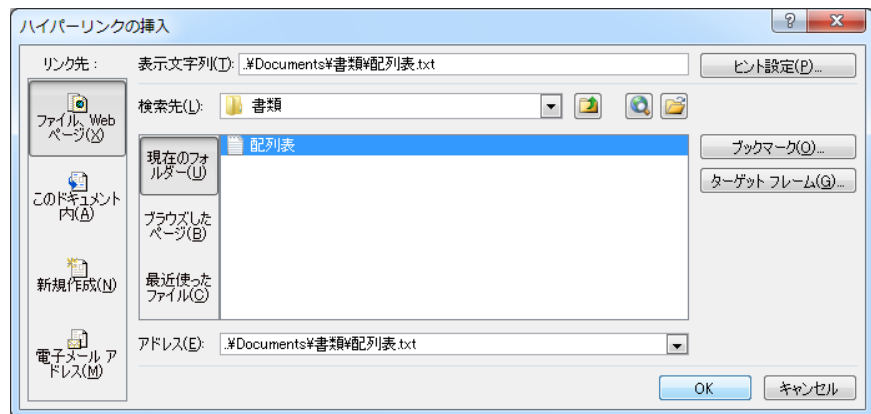 ハイパーリンクの挿入
リンク先：
表示文字列(T):
.¥Documents¥書類¥配列表.txt
ヒント設定(P)...
ファイル、Web
ページ(X)
検索先(L):
書類
現在のフォ
ルダー(U)
配列表
ブックマーク(O)...
ターゲット フレーム(G)...
このドキュメント
内(A)
ブラウズした
ページ(B)
新規作成(N)
最近使った
ファイル(C)
電子メール ア
ドレス(M)
アドレス(E):
.¥Documents¥書類¥配列表.txt
OK
キャンセル